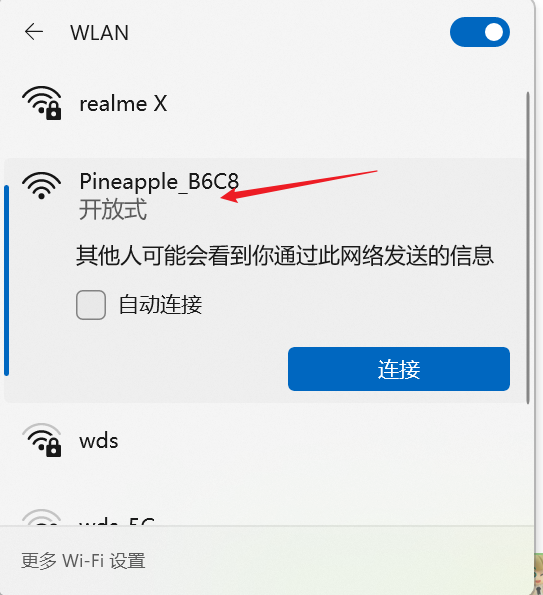 WLAN
realme X
Pineapple_B6C8
开放式
其他人可能会看到你通过此网络发送的信息
自动连接
连接
wds
wds_5G
更多 Wi-Fi 设置